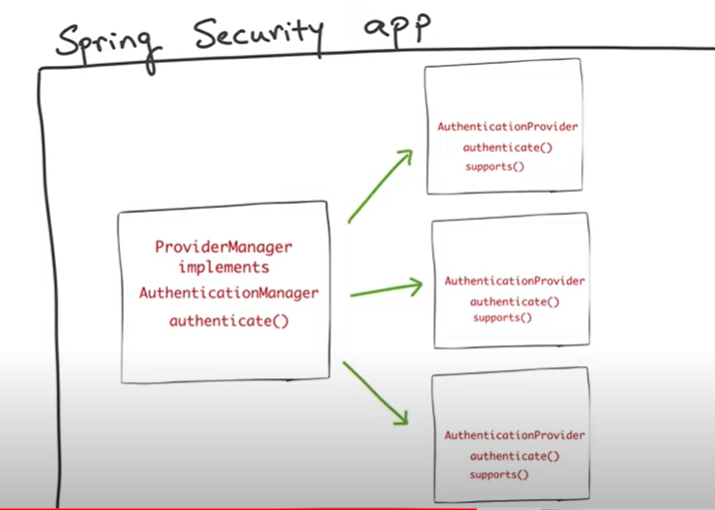 Spring Security app
ProviderManager
implements
AuthenticationManager
authenticate()
AuthenticationProvider
authenticate()
supports()
AuthenticationProvider
authenticate()
supports()
AuthenticationProvider
authenticate()
supports()